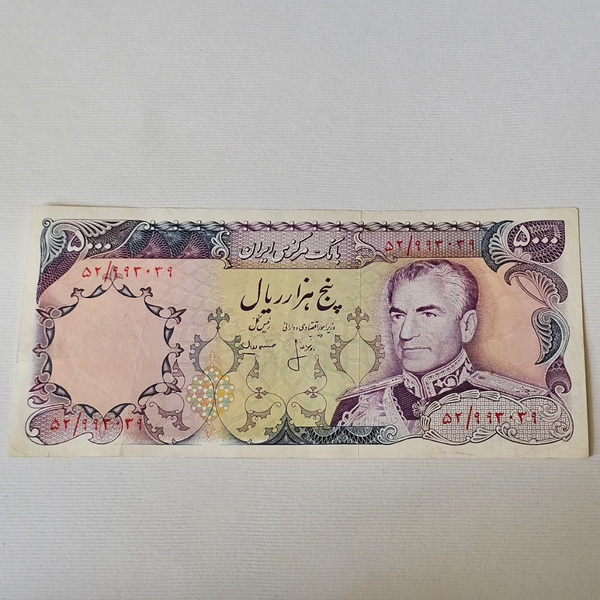 ۵۰۰۰
بانک مرکزی ایران
۵۰۰۰
۵۲/۹۹۳۰۳۹
۵۲/۹۹۳۰۳۹
پنج هزار ریال
رئیس کل
وزیر امور اقتصادی و دارائی
۵۲/۹۹۳۰۳۹
۵۲/۹۹۳۰۳۹